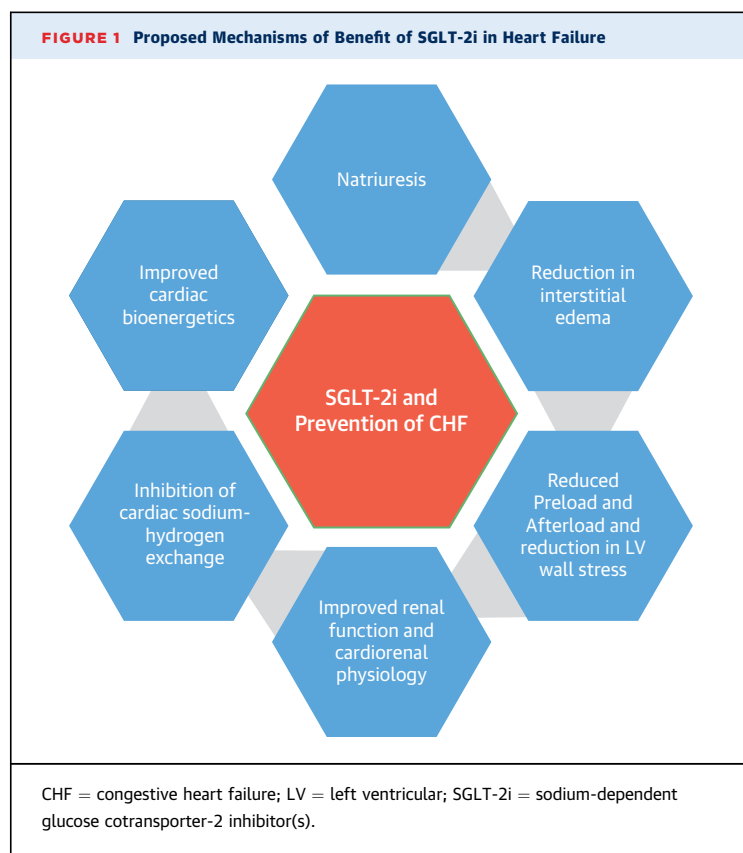 FIGURE 1 Proposed Mechanisms of Benefit of SGLT-2i in Heart Failure
Natriuresis
Reduction in
interstitial
edema
Reduced
Preload and
Afterload and
reduction in LV
wall stress
Improved renal
function and
cardiorenal
physiology
Inhibition of
cardiac sodium-
hydrogen
exchange
Improved
cardiac
bioenergetics
SGLT-2i and
Prevention of CHF
CHF = congestive heart failure; LV = left ventricular; SGLT-2i = sodium-dependent
glucose cotransporter-2 inhibitor(s).